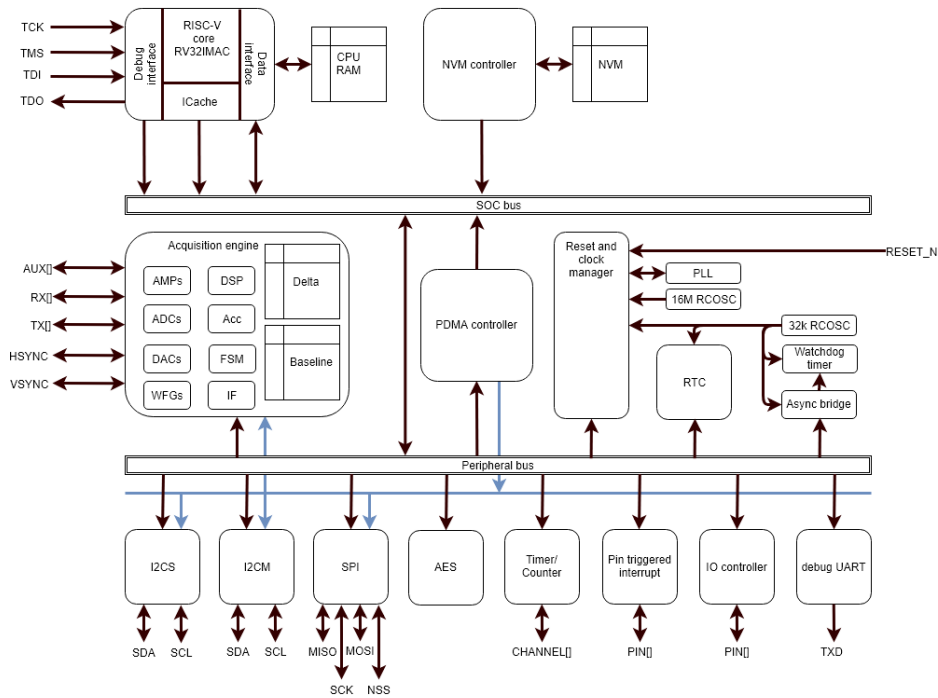 TCK
TMS
TDI
TDO
Debug
interface
RISC-V
core
RV32IMAC
ICache
Data
interface
CPU
RAM
NVM controller
NVM
SOC bus
Acquisition engine
AUX[]
RX[]
TX[]
HSYNC
VSYNC
AMPs
DSP
ADCs
Acc
DACs
FSM
WFGs
IF
Delta
Baseline
PDMA controller
Reset and
clock
manager
RESET_N
PLL
16M RCOSC
32k RCOSC
RTC
Watchdog
timer
Async bridge
Peripheral bus
I2CS
I2CM
SPI
AES
Timer/
Counter
Pin triggered
interrupt
IO controller
debug UART
SDA
SCL
SDA
SCL
MISO
MOSI
SCK
NSS
CHANNEL[]
PIN[]
PIN[]
TXD